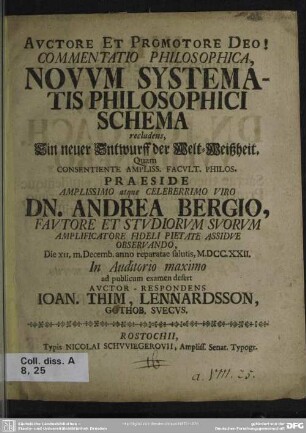 AVCTORE ET PROMOTORE DEO!
COMMENTATIO PHILOSOPHICA,
NOVVM SYSTEMA-
TIS PHILOSOPHICI
SCHEMA
recludens,
Ein neuer Entwurff der Welt-Weißheit.
Quam
CONSENTIENTE AMPLISS. FACVLT. PHILOS.
PRAESIDE
AMPLISSIMO atque CELEBERRIMO VIRO
DN. ANDREA BERGIO,
FAVTORE ET STVDIORVM SVORVM
AMPLIFICATORE FIDELI PIETATE ASSIDVE
OBSERVANDO,
Die XII, m. Decemb. anno reparatae salutis, M.DCC.XXII.
In Auditorio maximo
ad publicum examen defert
AVCTOR - RESPONDENS
IOAN. THIM, LENNARDSSON,
GOTHOB. SVECVS.
ROSTOCHII,
Typis NICOLAI SCHVVIEGEROVII, Ampliss. Senat. Typogr.
Coll. diss. A
8, 25
a. VIII. 25.